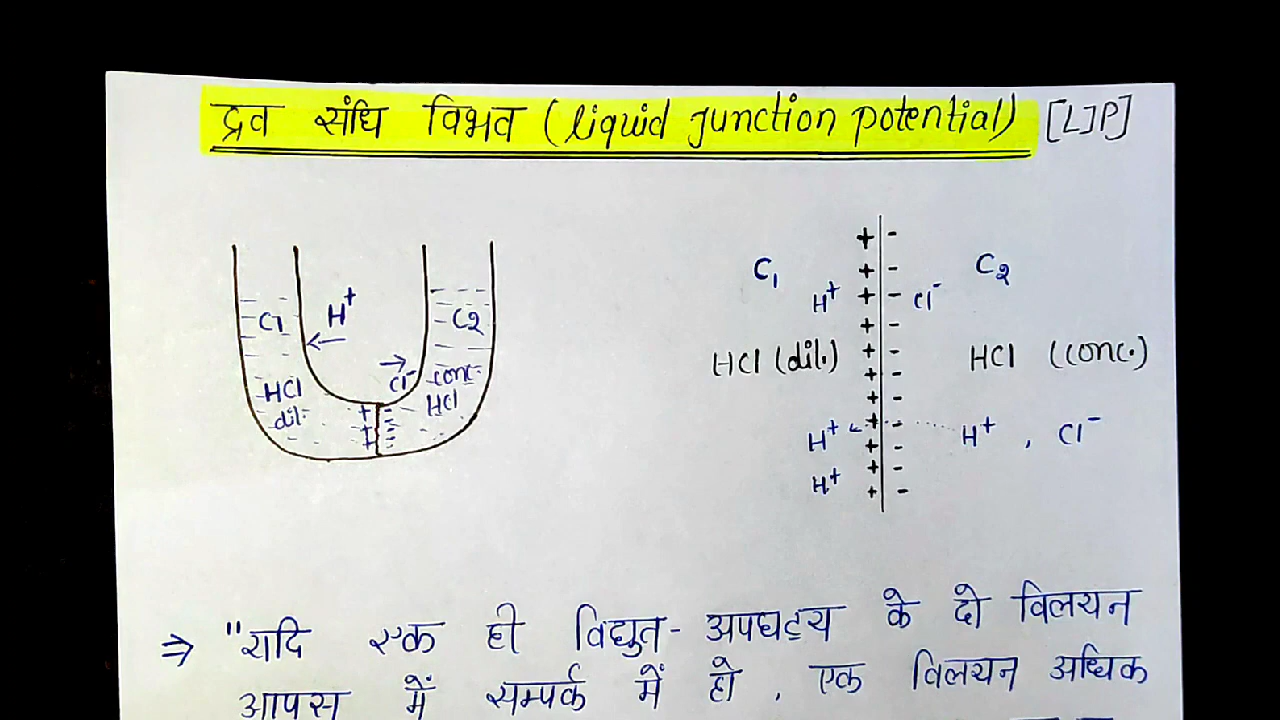 द्रव संधि विभव (liquid junction potential) [LJP]
C1 H⁺ C2
←
→
HCl Cl⁻ conc.
dil. HCl
+ -
+ -
+ -
C₁ C₂
H⁺ Cl⁻
HCl (dil.) HCl (conc.)
H⁺ H⁺ , Cl⁻
H⁺
+ -
+ -
+ -
+ -
+ -
+ -
+ -
+ -
+ -
+ -
+ -
⇒ "यदि एक ही विद्युत-अपघट्य के दो विलयन
आपस में सम्पर्क में हो , एक विलयन अधिक